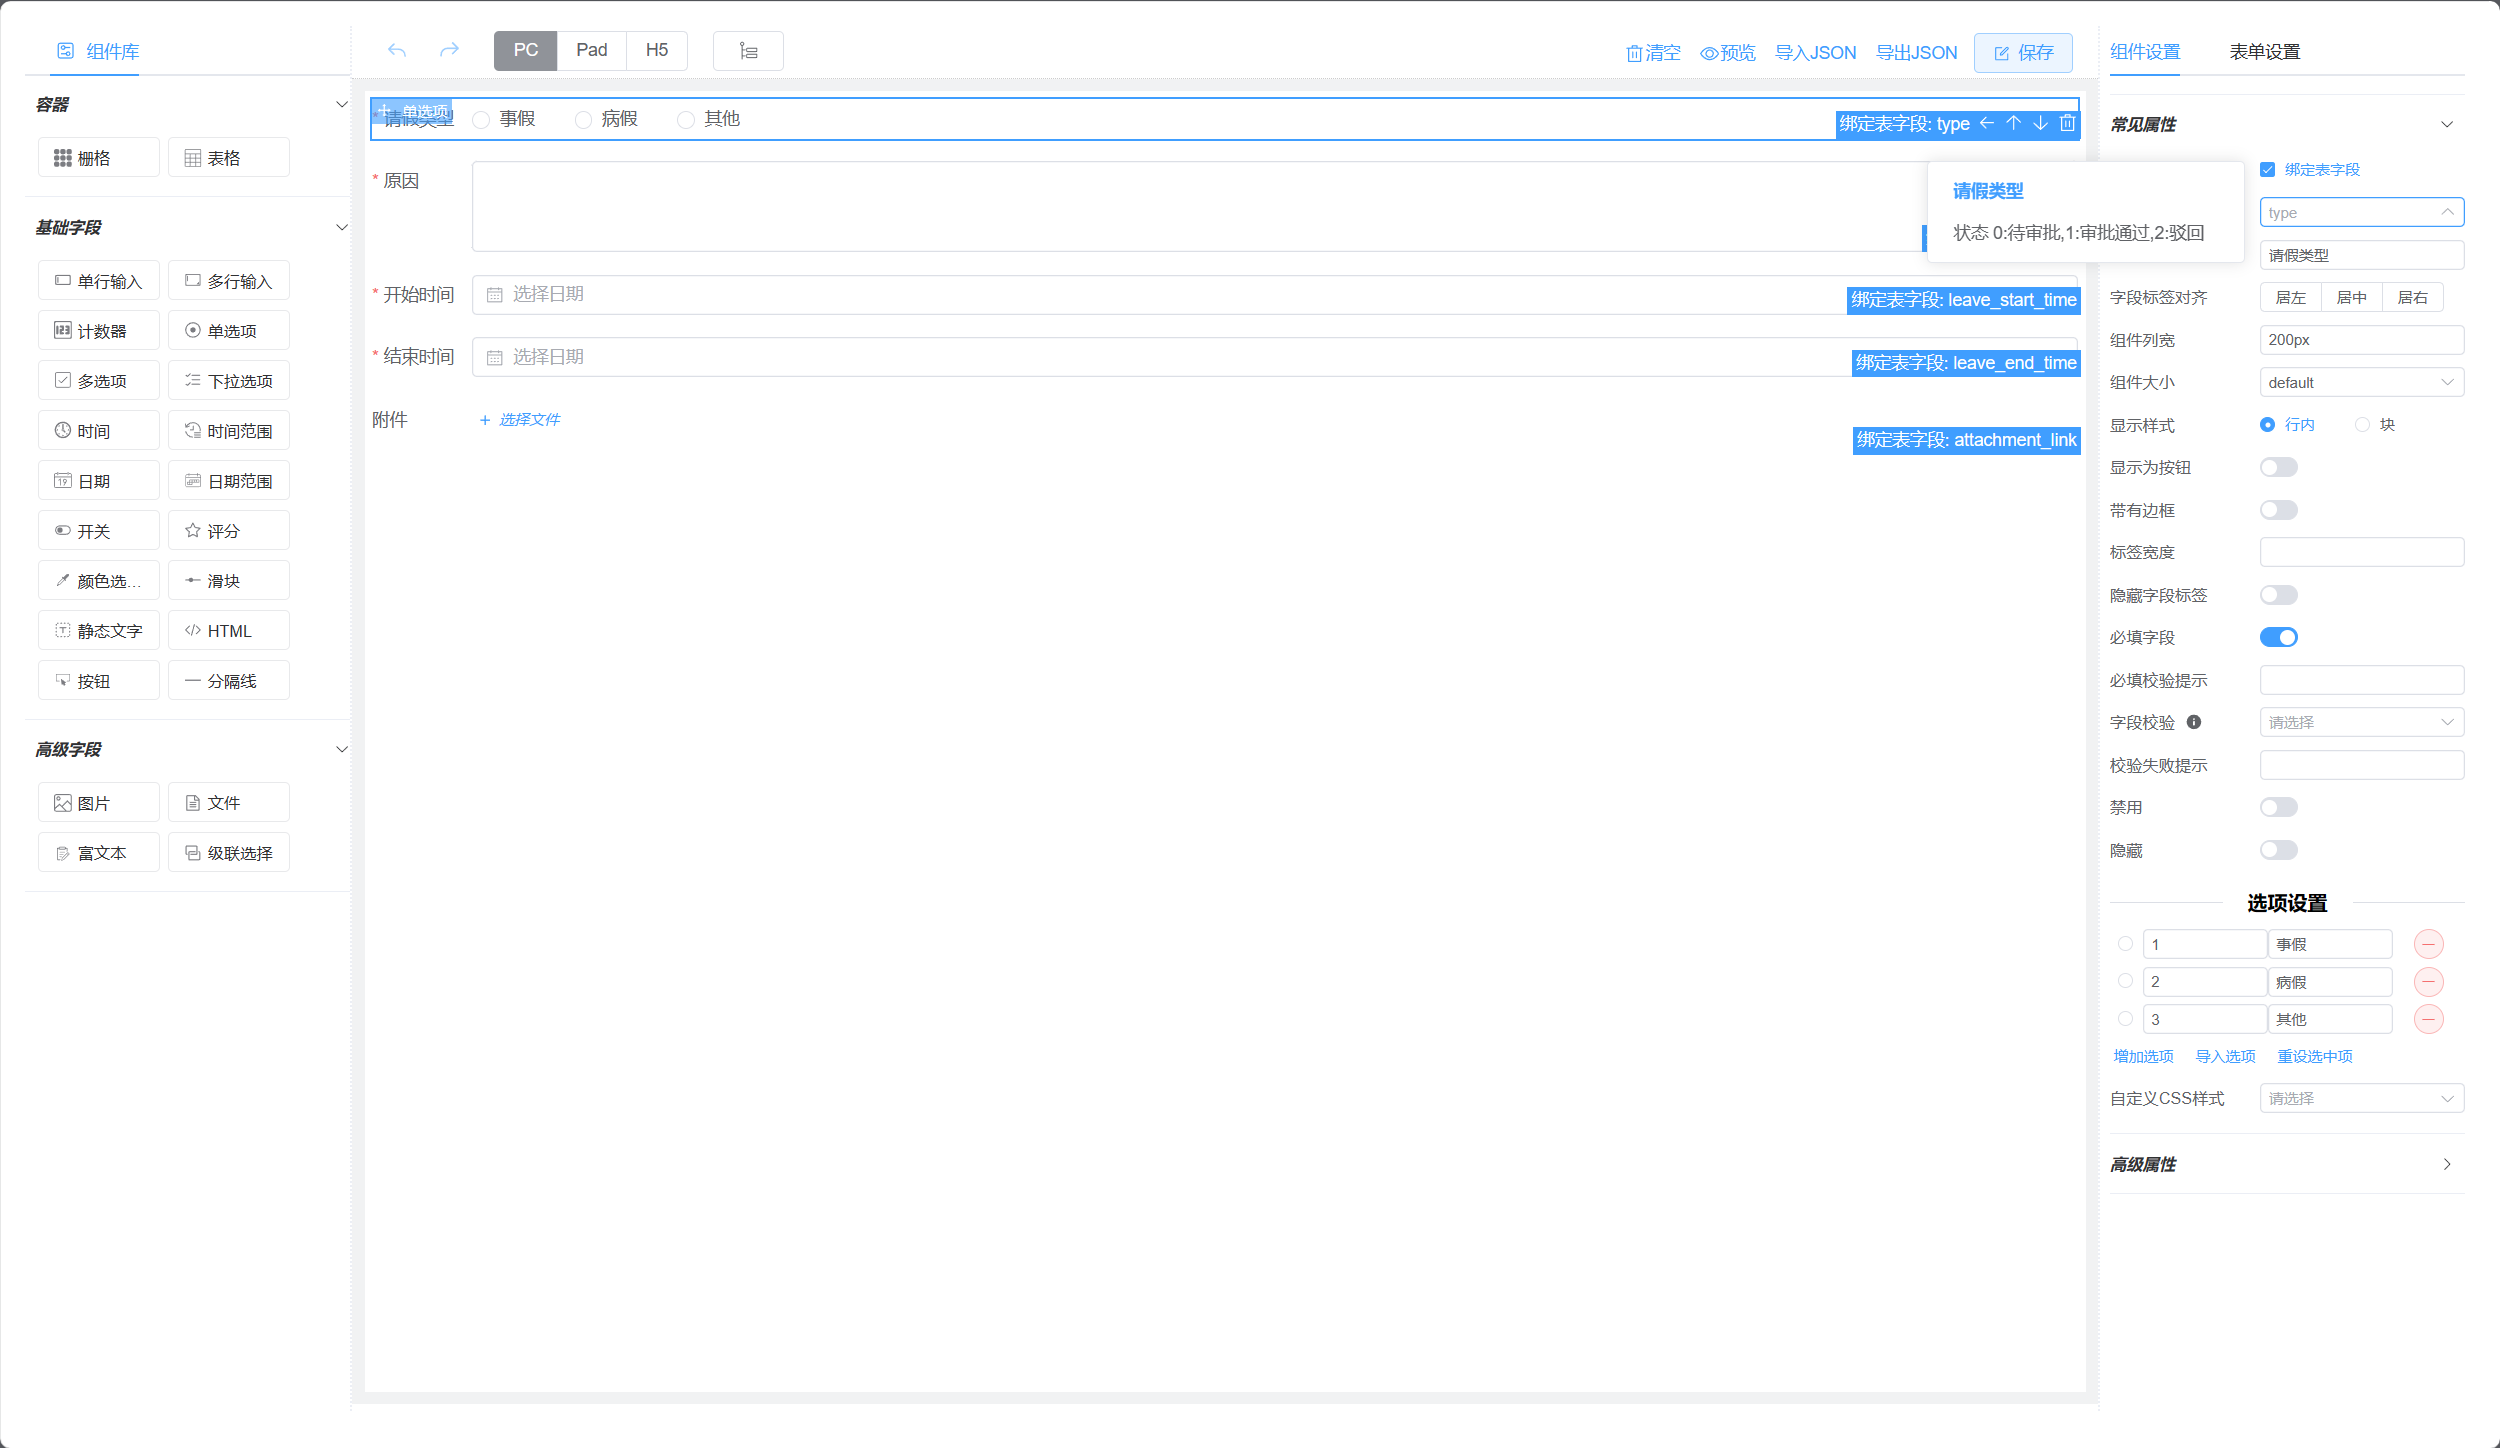 组件库
容器
栅格
表格
基础字段
单行输入
多行输入
计数器
单选项
多选项
下拉选项
时间
时间范围
日期
日期范围
开关
评分
颜色选...
滑块
静态文字
HTML
按钮
分隔线
高级字段
图片
文件
富文本
级联选择
PC
Pad
H5
清空
预览
导入JSON
导出JSON
保存
单选项
* 请假类型
事假
病假
其他
绑定表字段: type
* 原因
* 开始时间
选择日期
绑定表字段: leave_start_time
* 结束时间
选择日期
绑定表字段: leave_end_time
附件
+ 选择文件
绑定表字段: attachment_link
请假类型
状态 0:待审批,1:审批通过,2:驳回
组件设置
表单设置
常见属性
绑定表字段
type
请假类型
字段标签对齐
居左
居中
居右
组件列宽
200px
组件大小
default
显示样式
行内
块
显示为按钮
带有边框
标签宽度
隐藏字段标签
必填字段
必填校验提示
字段校验
请选择
校验失败提示
禁用
隐藏
选项设置
1
事假
2
病假
3
其他
增加选项
导入选项
重设选中项
自定义CSS样式
请选择
高级属性